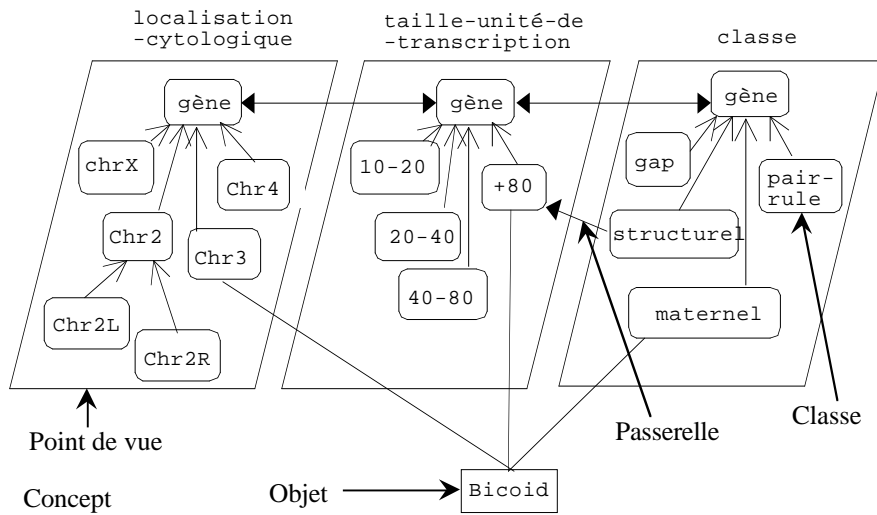 localisation
-cytologique
taille-unité-de
-transcription
classe
gène
gène
gène
chrX
Chr4
10-20
+80
gap
pair-
rule
Chr2
Chr3
20-40
structurel
40-80
Chr2L
Chr2R
maternel
Point de vue
Passerelle
Classe
Concept
Objet
Bicoid